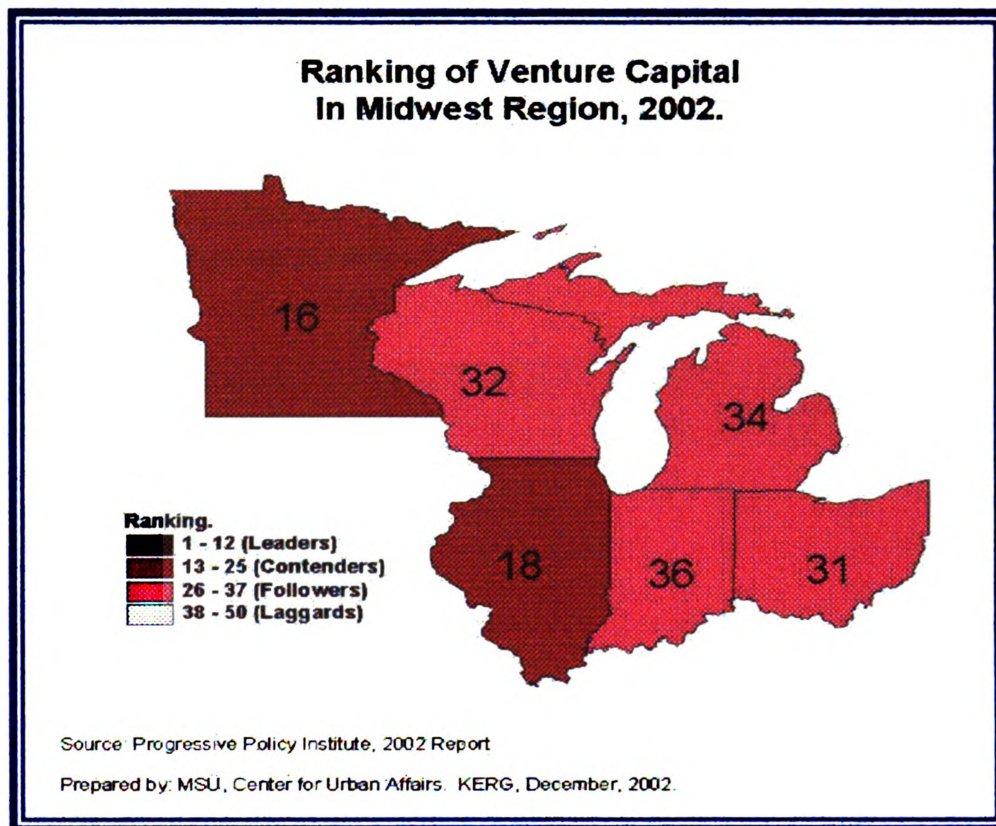 Ranking of Venture Capital
In Midwest Region, 2002.
16
32
34
18
36
31
Ranking.
1 - 12 (Leaders)
13 - 25 (Contenders)
26 - 37 (Followers)
38 - 50 (Laggards)
Source: Progressive Policy Institute, 2002 Report
Prepared by: MSU, Center for Urban Affairs. KERG, December, 2002.